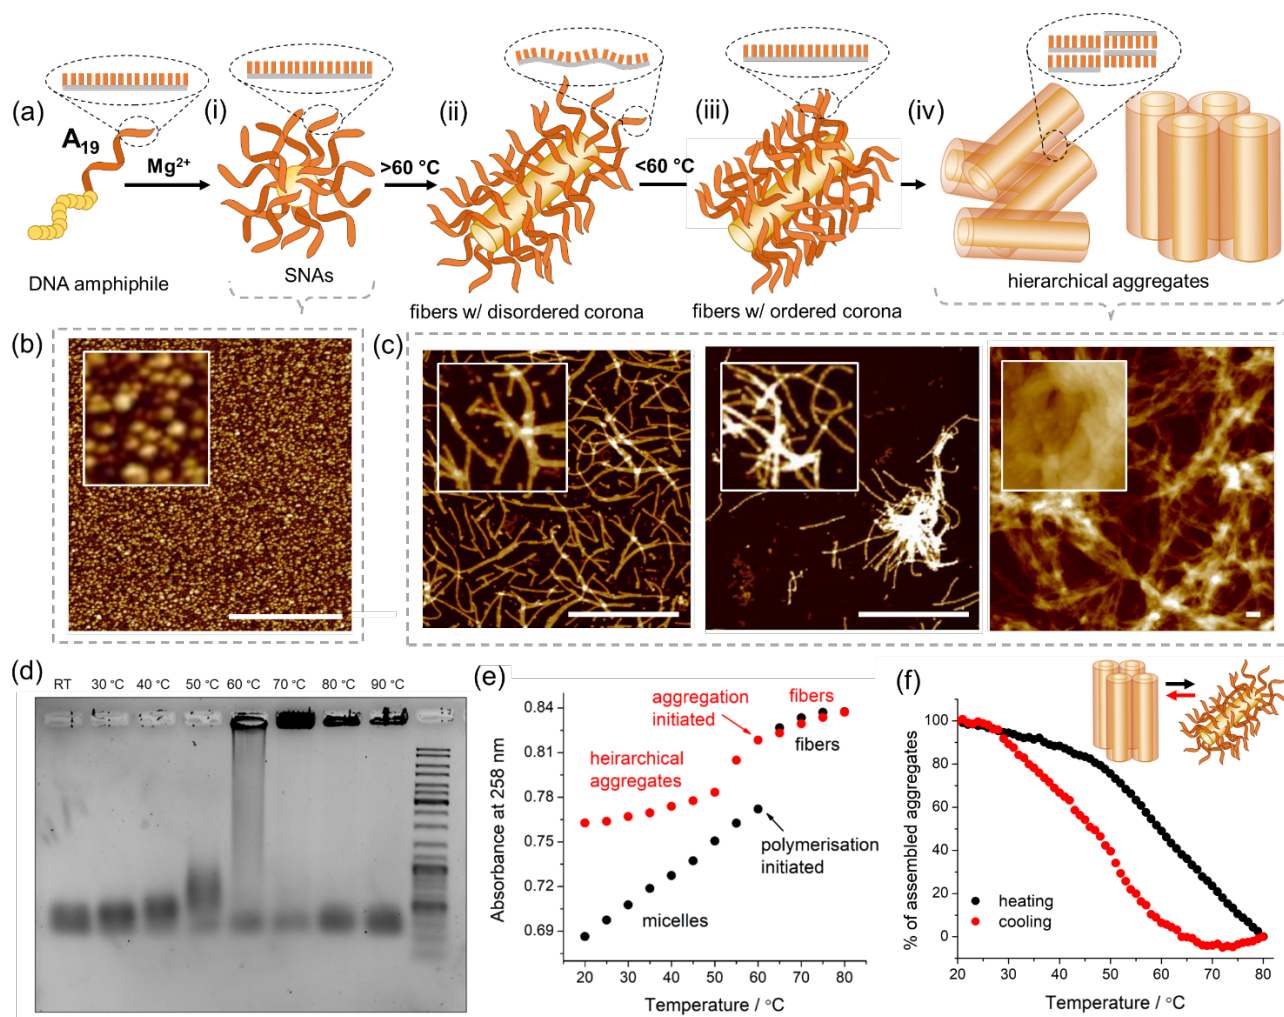 (a)
A19
Mg2+
DNA amphiphile
(i)
SNAs
>60 °C
(ii)
fibers w/ disordered corona
<60 °C
(iii)
fibers w/ ordered corona
(iv)
hierarchical aggregates
(b)
(c)
(d)
RT 30 °C 40 °C 50 °C 60 °C 70 °C 80 °C 90 °C
(e)
Absorbance at 258 nm
0.84
0.81
0.78
0.75
0.72
0.69
aggregation
initiated
fibers
fibers
heirarchical
aggregates
polymerisation
initiated
micelles
20 30 40 50 60 70 80
Temperature / °C
(f)
% of assembled aggregates
100
80
60
40
20
0
heating
cooling
20 30 40 50 60 70 80
Temperature / °C